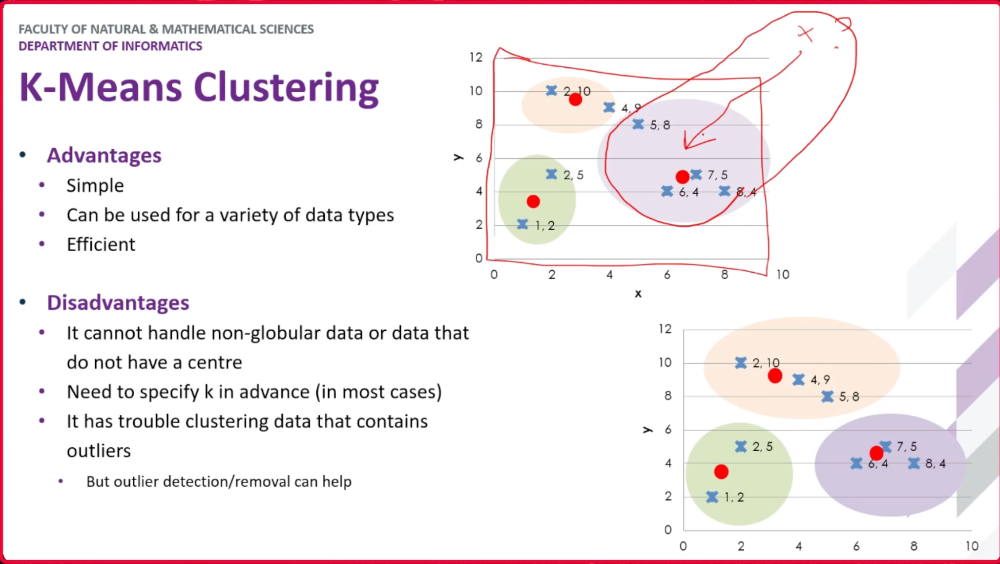 FACULTY OF NATURAL & MATHEMATICAL SCIENCES
DEPARTMENT OF INFORMATICS
K-Means Clustering
• Advantages
• Simple
• Can be used for a variety of data types
• Efficient
• Disadvantages
• It cannot handle non-globular data or data that
do not have a centre
• Need to specify k in advance (in most cases)
• It has trouble clustering data that contains
outliers
• But outlier detection/removal can help
12
10
8
6
4
2
0
y
2, 10
4, 9
5, 8
2, 5
7, 5
6, 4
8, 4
1, 2
0 2 4 6 8 10
x
12
10
8
6
4
2
0
y
2, 10
4, 9
5, 8
2, 5
7, 5
6, 4
8, 4
1, 2
0 2 4 6 8 10